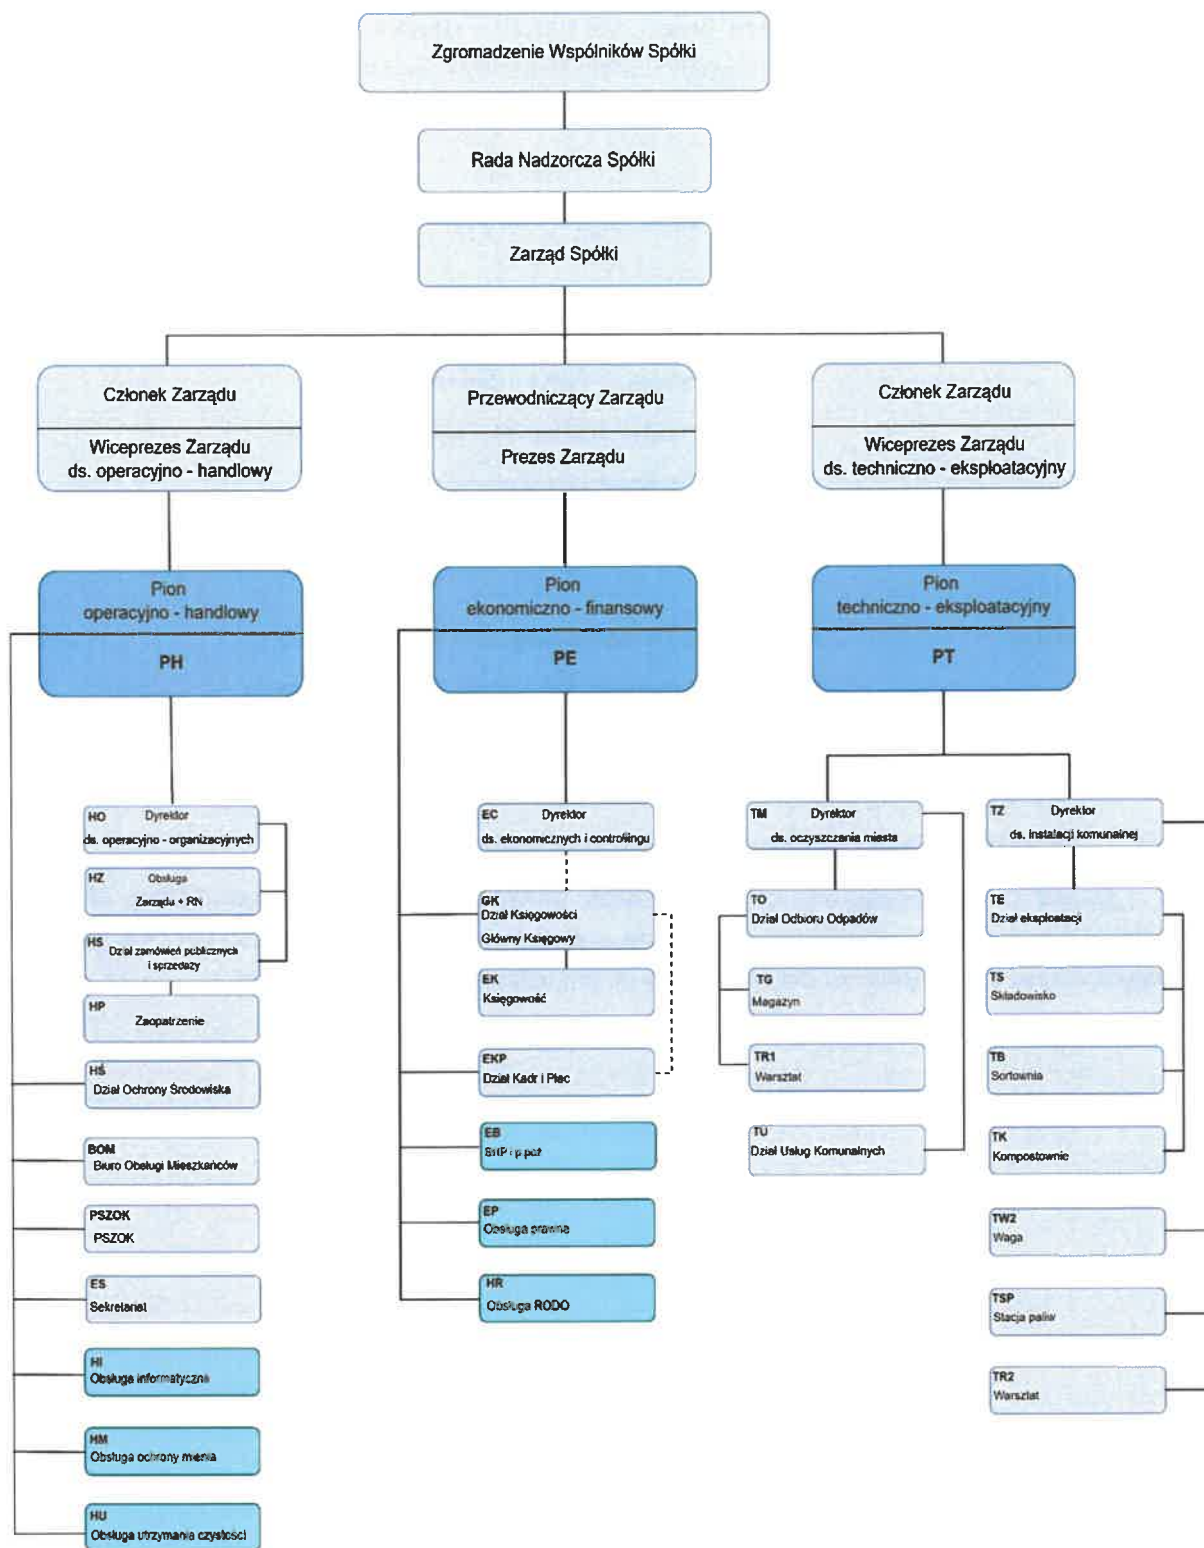 Zgromadzenie Wspólników Spółki
Rada Nadzorcza Spółki
Zarząd Spółki
Członek Zarządu
Wiceprezes Zarządu
ds. operacyjno - handlowy
Przewodniczący Zarządu
Prezes Zarządu
Członek Zarządu
Wiceprezes Zarządu
ds. techniczno - eksploatacyjny
Pion
operacyjno - handlowy
PH
Pion
ekonomiczno - finansowy
PE
Pion
techniczno - eksploatacyjny
PT
HO Dyrektor
ds. operacyjno - organizacyjnych
HZ Obsługa
Zarządu + RN
HS
Dział zamówień publicznych
i sprzedaży
HP
Zaopatrzenie
HŚ
Dział Ochrony Środowiska
BOM
Biuro Obsługi Mieszkańców
PSZOK
PSZOK
ES
Sekretariat
HI
Obsługa informatyczna
HM
Obsługa ochrony mienia
HU
Obsługa utrzymania czystości
EC Dyrektor
ds. ekonomicznych i controllingu
GK
Dział Księgowości
Główny Księgowy
EK
Księgowość
EKP
Dział Kadr i Płac
EB
BHP i p.poż
EP
Obsługa prawna
HR
Obsługa RODO
TM Dyrektor
ds. oczyszczania miasta
TO
Dział Odbioru Odpadów
TG
Magazyn
TR1
Warsztat
TU
Dział Usług Komunalnych
TZ Dyrektor
ds. instalacji komunalnej
TE
Dział eksploatacji
TS
Składowisko
TB
Sortownia
TK
Kompostownie
TW2
Waga
TSP
Stacja paliw
TR2
Warsztat